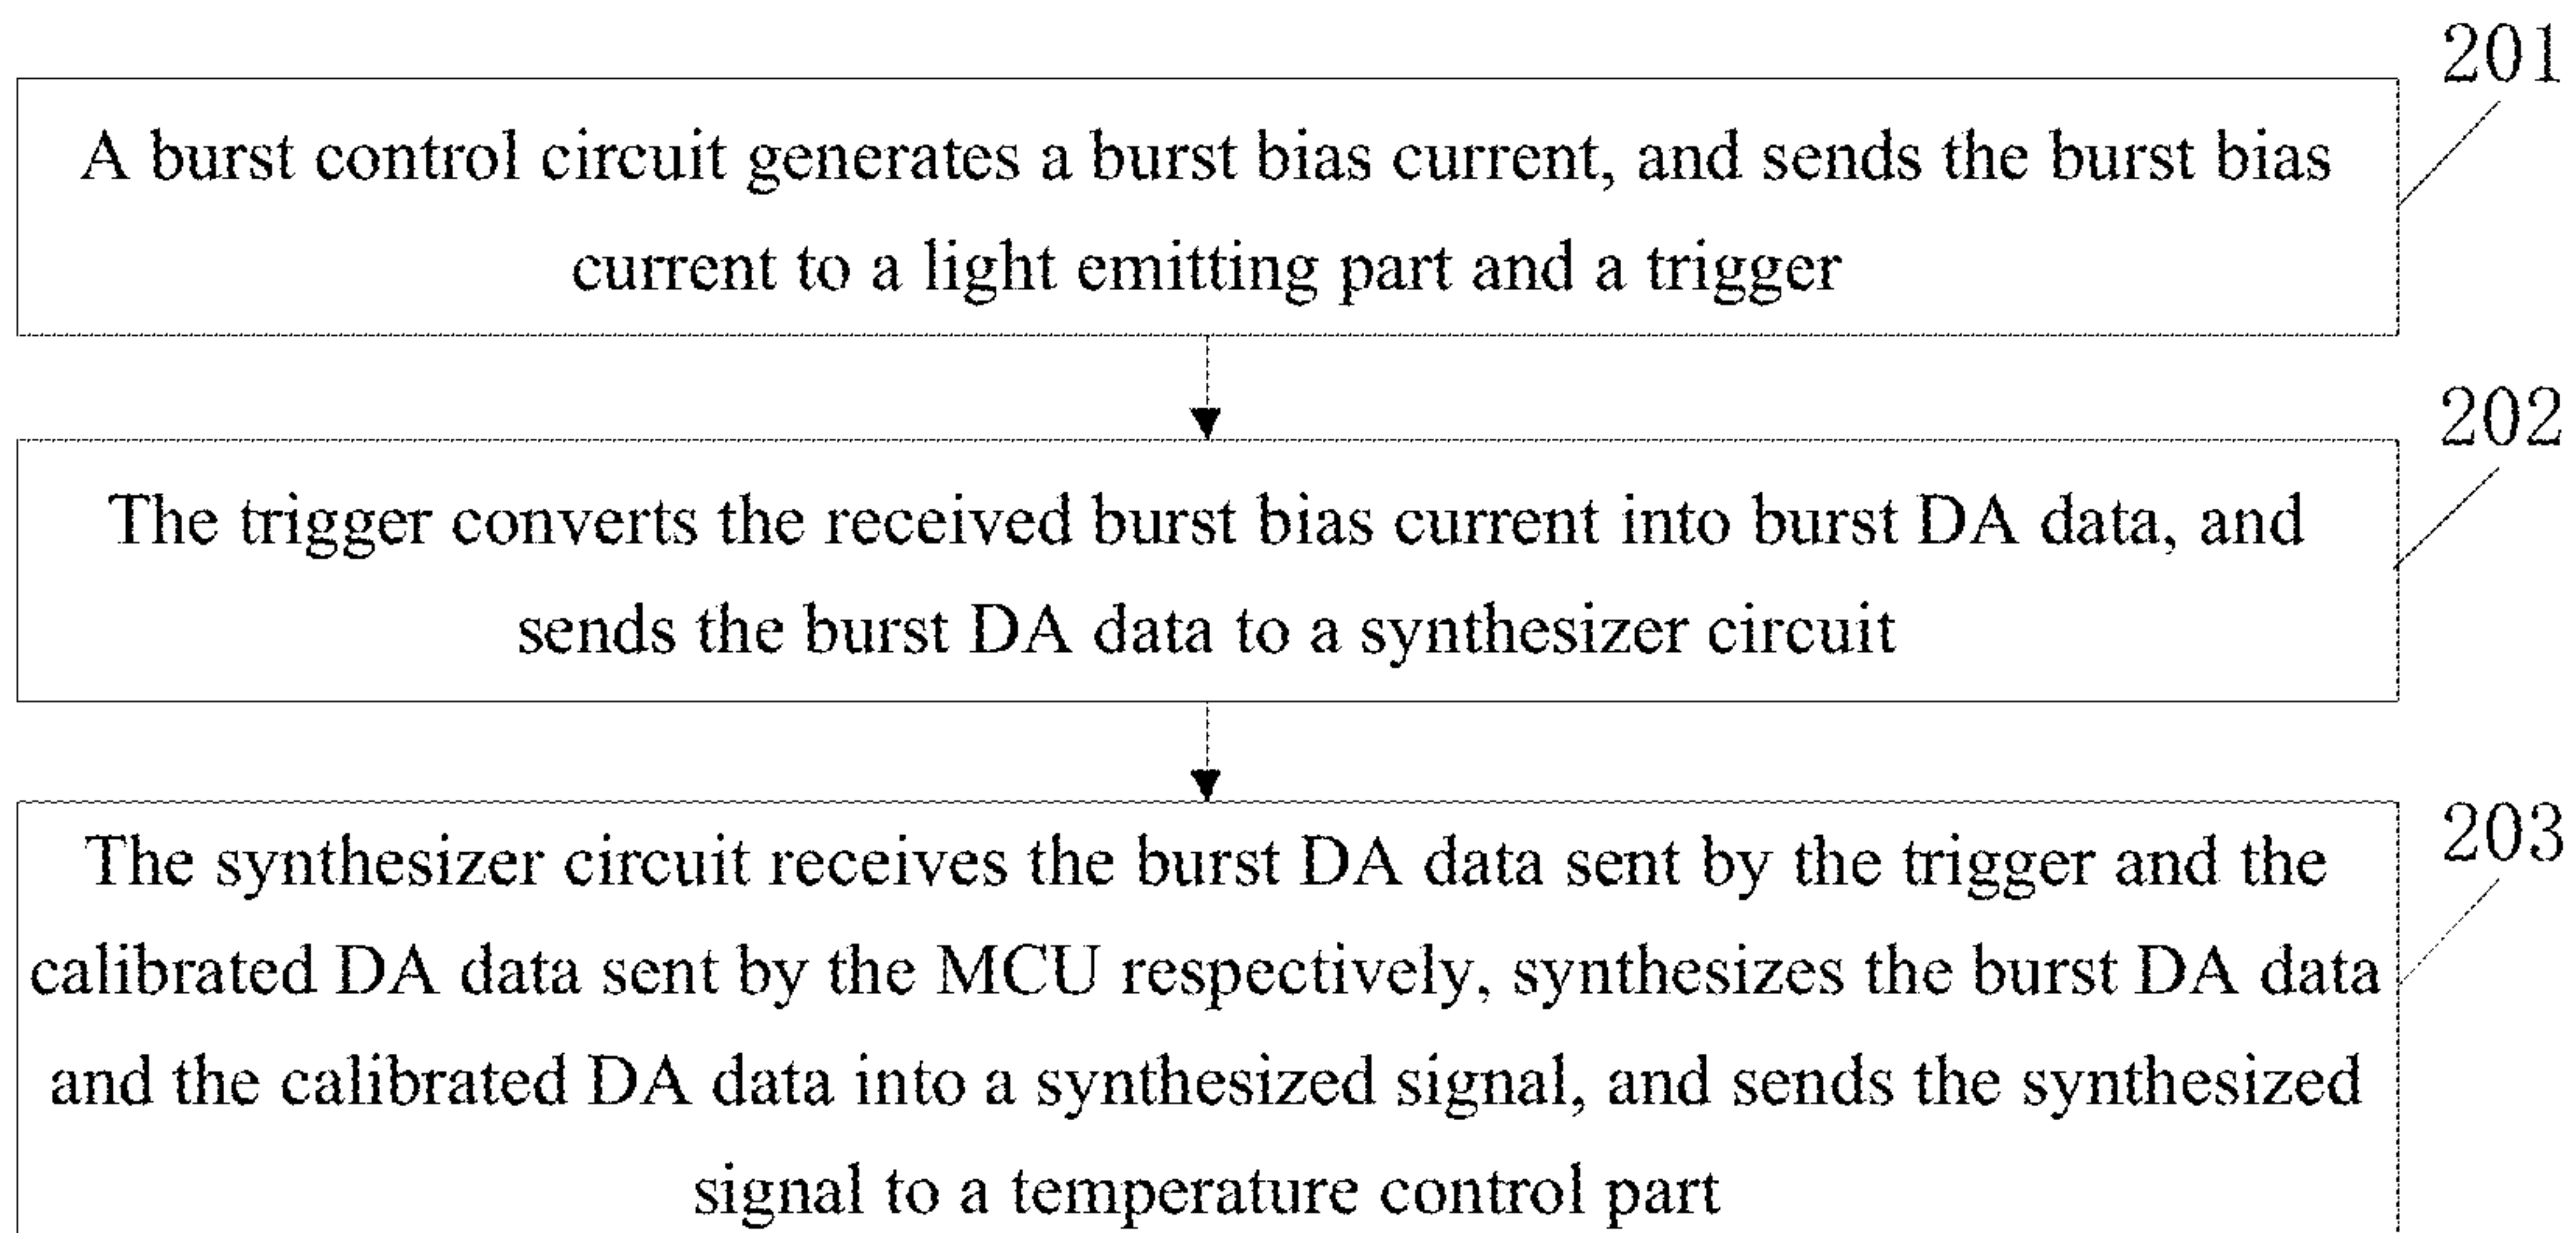 201
A burst control circuit generates a burst bias current, and sends the burst bias
current to a light emitting part and a trigger
202
The trigger converts the received burst bias current into burst DA data, and
sends the burst DA data to a synthesizer circuit
203
The synthesizer circuit receives the burst DA data sent by the trigger and the
calibrated DA data sent by the MCU respectively, synthesizes the burst DA data
and the calibrated DA data into a synthesized signal, and sends the synthesized
signal to a temperature control part